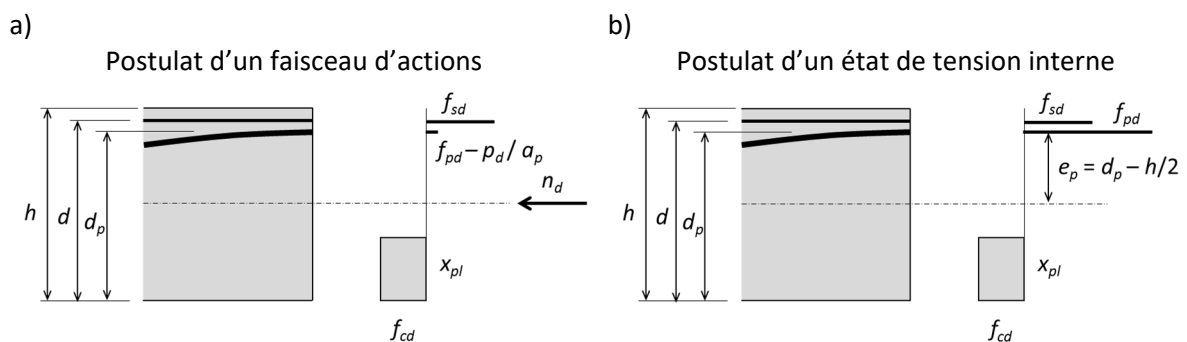 a)
Postulat d’un faisceau d’actions
h
d
d_p
f_sd
f_pd – p_d / a_p
n_d
x_pl
f_cd
b)
Postulat d’un état de tension interne
h
d
d_p
f_sd
f_pd
e_p = d_p – h/2
x_pl
f_cd